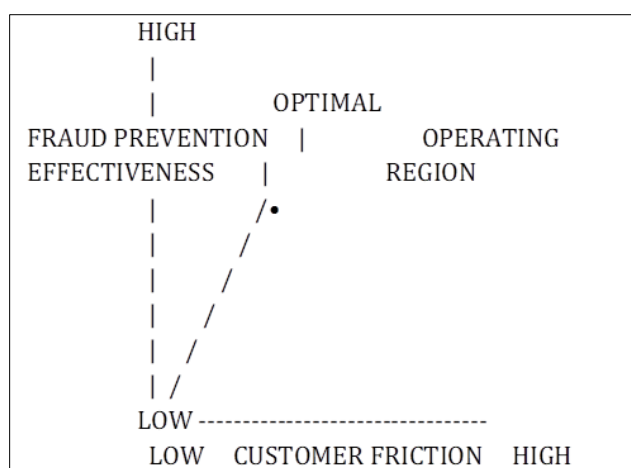 HIGH
|
| OPTIMAL
FRAUD PREVENTION | OPERATING
EFFECTIVENESS | REGION
| /•
| /
| /
| /
| /
| /
LOW ---------------------------------
LOW CUSTOMER FRICTION HIGH